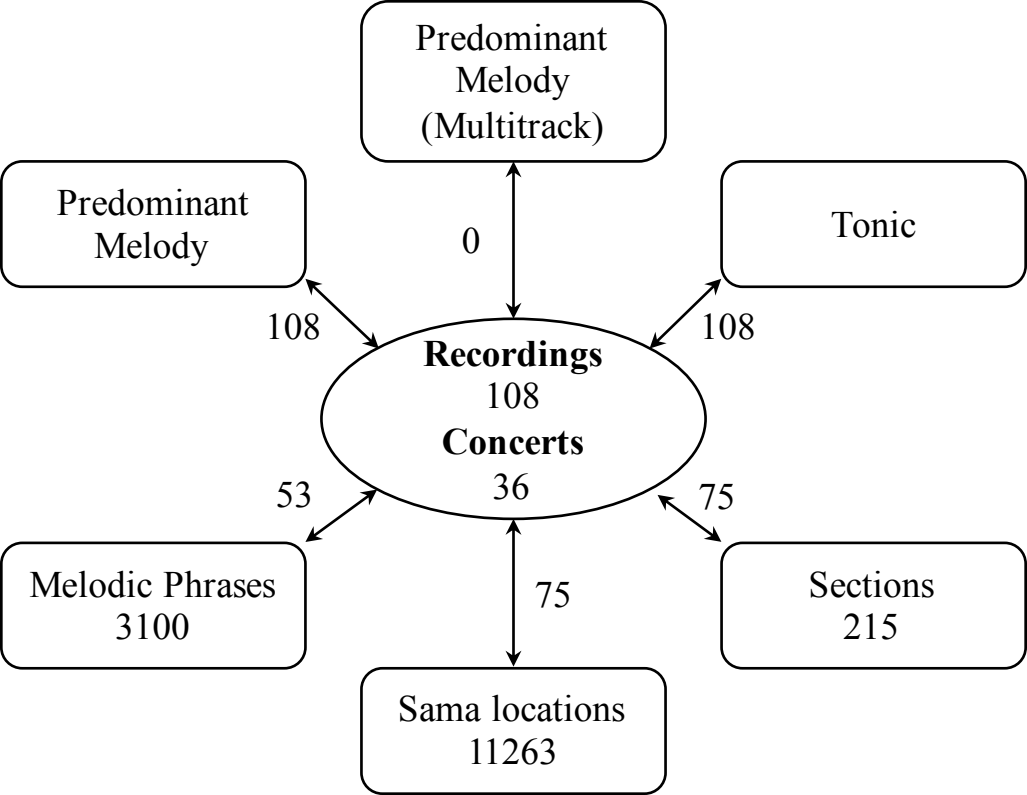 Predominant
Melody
(Multitrack)
Predominant
Melody
Tonic
0
108
108
Recordings
108
Concerts
36
53
75
75
Melodic Phrases
3100
Sections
215
Sama locations
11263